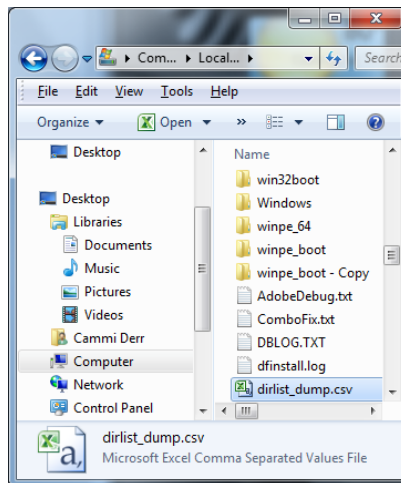 Com... Local... Search
File Edit View Tools Help
Organize Open »
Desktop
Desktop
Libraries
Documents
Music
Pictures
Videos
Cammi Derr
Computer
Network
Control Panel
Name
win32boot
Windows
winpe_64
winpe_boot
winpe_boot - Copy
AdobeDebug.txt
ComboFix.txt
DBLOG.TXT
dfinstall.log
dirlist_dump.csv
dirlist_dump.csv
Microsoft Excel Comma Separated Values File